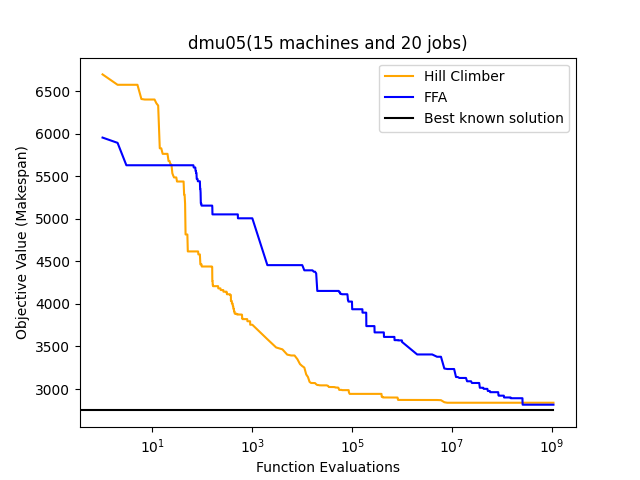 dmu05(15 machines and 20 jobs)
Hill Climber
FFA
Best known solution
Objective Value (Makespan)
6500
6000
5500
5000
4500
4000
3500
3000
10¹
10³
10⁵
10⁷
10⁹
Function Evaluations